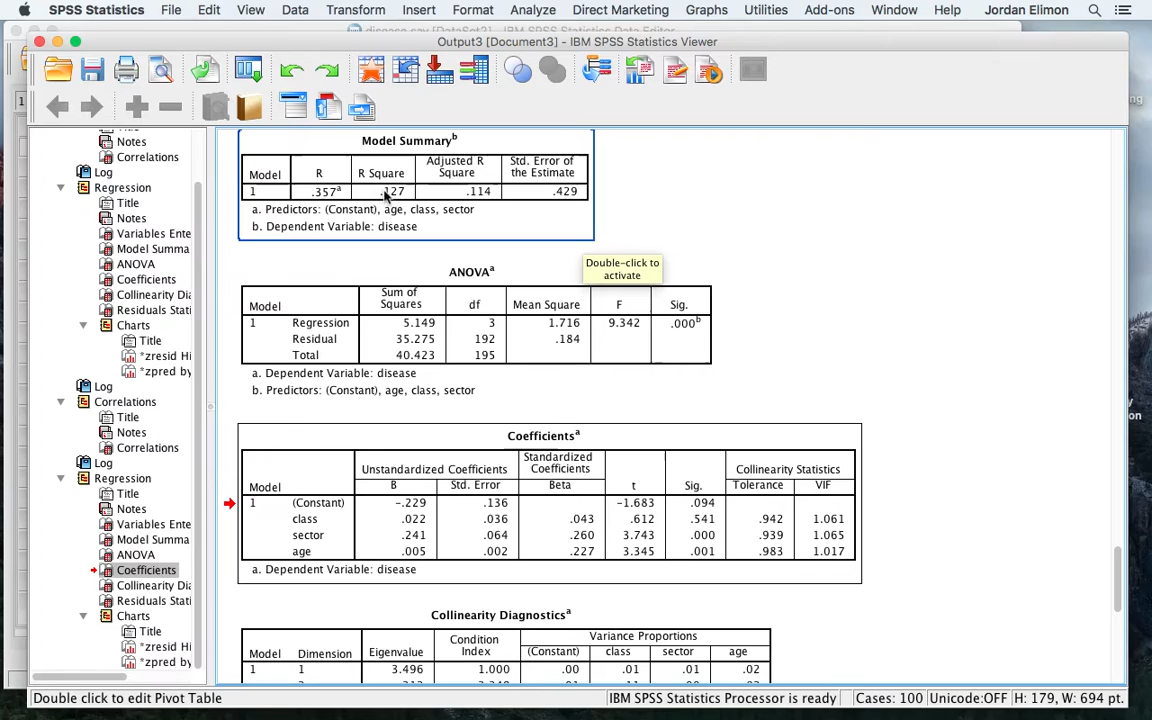 SPSS Statistics File Edit View Data Transform Insert Format Analyze Direct Marketing Graphs Utilities Add-ons Window Help Jordan Elimon
Output3 [Document3] - IBM SPSS Statistics Viewer
Notes
Correlations
Log
Regression
Title
Notes
Variables Ente
Model Summa
ANOVA
Coefficients
Collinearity Dia
Residuals Stati
Charts
Title
*zresid Hi
*zpred by
Log
Correlations
Title
Notes
Correlations
Log
Regression
Title
Notes
Variables Ente
Model Summa
ANOVA
Coefficients
Collinearity Dia
Residuals Stati
Charts
Title
*zresid Hi
*zpred by
Model Summaryb
Model R R Square Adjusted R Square Std. Error of the Estimate
1 .357a .127 .114 .429
a. Predictors: (Constant), age, class, sector
b. Dependent Variable: disease
Double-click to
activate
ANOVAa
Model Sum of Squares df Mean Square F Sig.
1 Regression 5.149 3 1.716 9.342 .000b
Residual 35.275 192 .184
Total 40.423 195
a. Dependent Variable: disease
b. Predictors: (Constant), age, class, sector
Coefficientsa
Model Unstandardized Coefficients Standardized Coefficients t Sig. Collinearity Statistics
B Std. Error Beta Tolerance VIF
1 (Constant) -.229 .136 -1.683 .094
class .022 .036 .043 .612 .541 .942 1.061
sector .241 .064 .260 3.743 .000 .939 1.065
age .005 .002 .227 3.345 .001 .983 1.017
a. Dependent Variable: disease
Collinearity Diagnosticsa
Model Dimension Eigenvalue Condition Index Variance Proportions
(Constant) class sector age
1 1 3.496 1.000 .00 .01 .01 .02
Double click to edit Pivot Table IBM SPSS Statistics Processor is ready Cases: 100 Unicode:OFF H: 179, W: 694 pt.